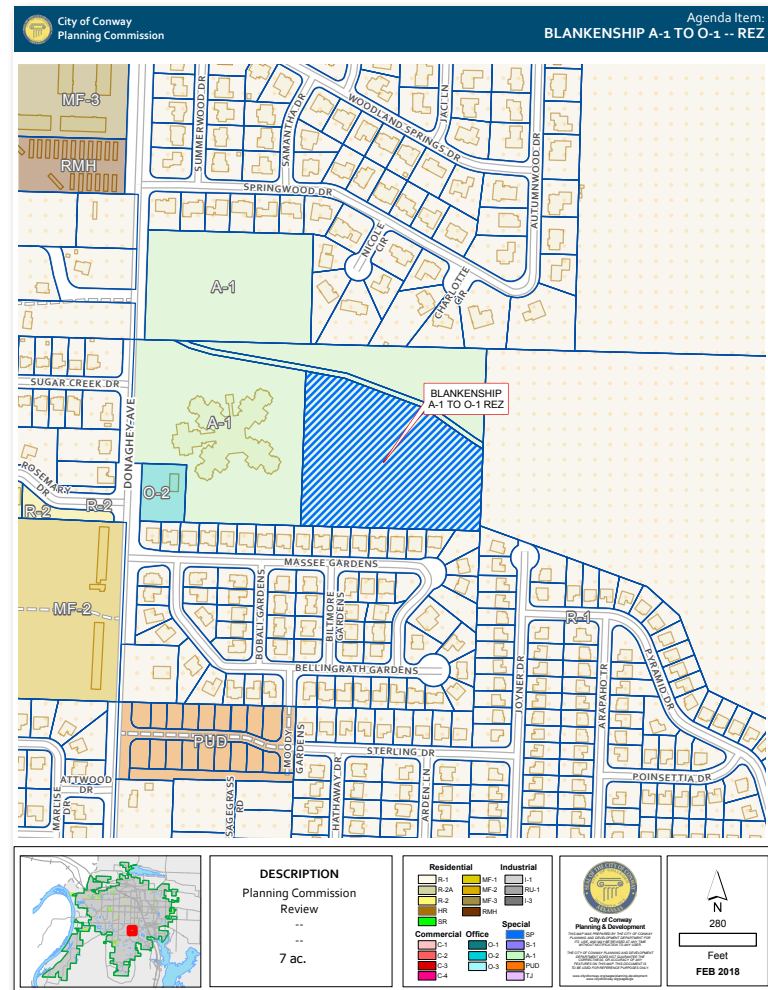 City of Conway
Planning Commission
Agenda Item:
BLANKENSHIP A-1 TO O-1 -- REZ
MF-3
RMH
SUMMERWOOD DR
SAMANTHA DR
WOODLAND SPRINGS DR
JACI LN
AUTUMNWOOD DR
SPRINGWOOD DR
NICOLE
CIR
CHARLOTTE
CIR
A-1
SUGAR CREEK DR
DONAGHEY AVE
A-1
BLANKENSHIP
A-1 TO O-1 REZ
ROSEMARY
DR
R-2
R-2
O-2
MF-2
MASSEE GARDENS
BOBALI GARDENS
BILTMORE
GARDENS
BELLINGRATH GARDENS
R-1
JOYNER DR
ARAPAHO TR
PYRAMID DR
PUD
MOODY
GARDENS
STERLING DR
POINSETTIA DR
ATTWOOD
DR
MARLISE
DR
SAGEGRASS
RD
HATHAWAY DR
ARDEN LN
DESCRIPTION
Planning Commission
Review
--
--
7 ac.
Residential
R-1
R-2A
R-2
HR
SR
MF-1
MF-2
MF-3
RMH
Industrial
I-1
RU-1
I-3
Commercial
C-1
C-2
C-3
C-4
Office
O-1
O-2
O-3
Special
SP
S-1
A-1
PUD
TJ
City of Conway
Planning & Development
N
280
Feet
FEB 2018